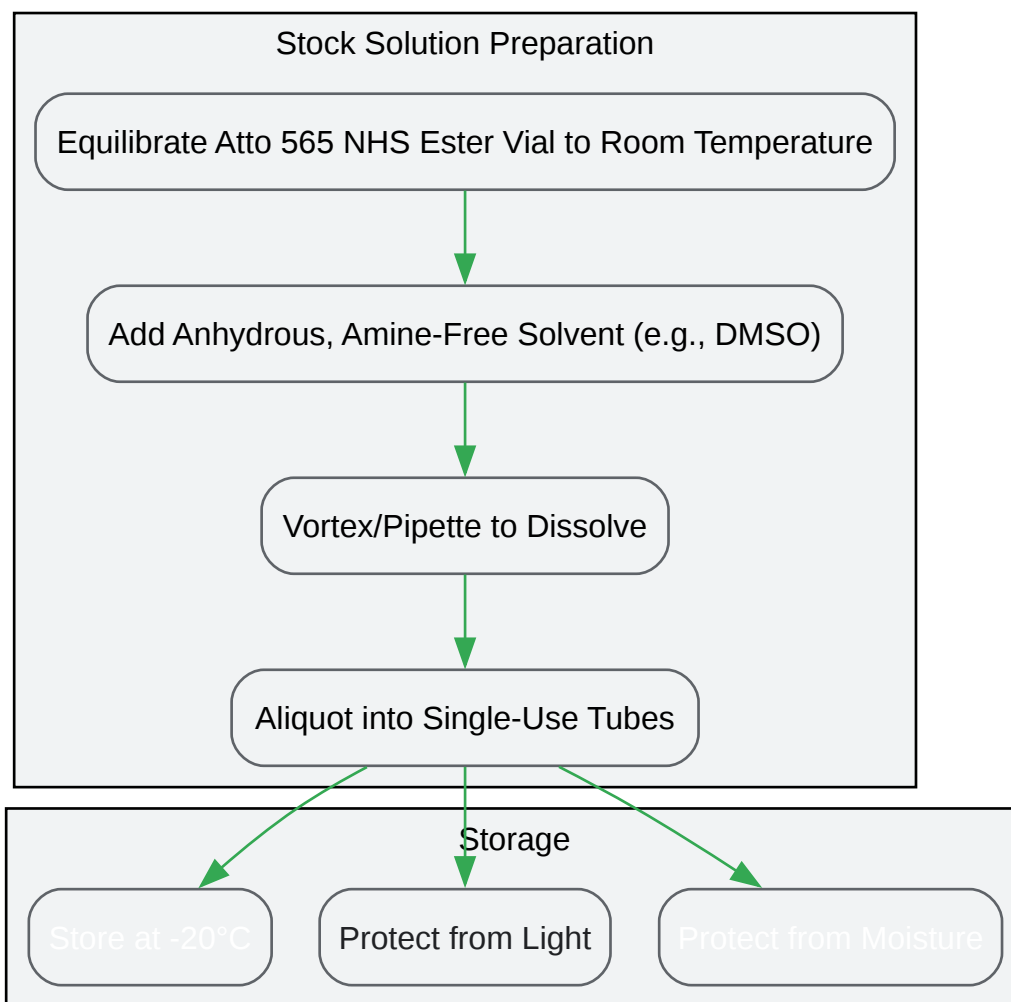 Stock Solution Preparation
Equilibrate Atto 565 NHS Ester Vial to Room Temperature
Add Anhydrous, Amine-Free Solvent (e.g., DMSO)
Vortex/Pipette to Dissolve
Aliquot into Single-Use Tubes
Storage
Store at -20°C
Protect from Light
Protect from Moisture